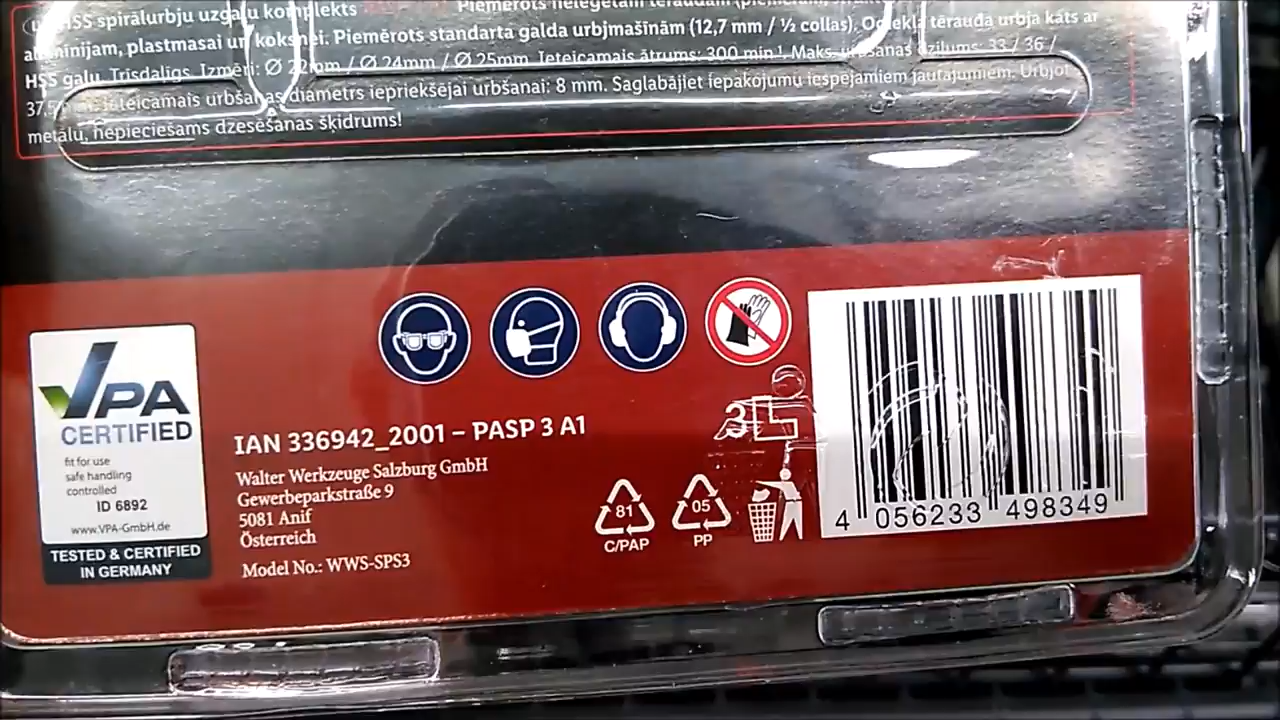 HSS spirālurbju uzgaļu komplekts
Piemērots neleģētam tēraudam
alumīnijam, plastmasai un koksnei. Piemērots standarta galda urbjmašīnām (12,7 mm / ½ collas). Oglekļa tērauda urbja kāts ar
HSS galu. Trīsdaļīgs. Izmēri: Ø 22mm / Ø 24mm / Ø 25mm. Ieteicamais ātrums: 300 min⁻¹. Maks. urbšanas dziļums: 33 / 36 /
37,5 Ieteicamais urbšanas diametrs iepriekšējai urbšanai: 8 mm. Saglabājiet iepakojumu iespējamiem jautājumiem. Urbjot
metālu, nepieciešams dzesēšanas šķidrums!
VPA
CERTIFIED
fit for use
safe handling
controlled
ID 6892
www.VPA-GmbH.de
TESTED & CERTIFIED
IN GERMANY
IAN 336942_2001 – PASP 3 A1
Walter Werkzeuge Salzburg GmbH
Gewerbeparkstraße 9
5081 Anif
Österreich
Model No.: WWS-SPS3
81
C/PAP
05
PP
3
4 056233 498349